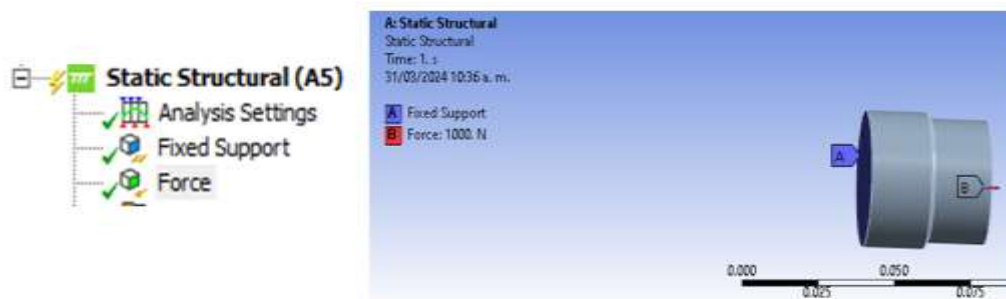 Static Structural (A5)
Analysis Settings
Fixed Support
Force
A: Static Structural
Static Structural
Time: 1. s
31/03/2024 10:36 a. m.
A Fixed Support
B Force: 1000. N
A
B
0.000
0.050
0.025
0.075